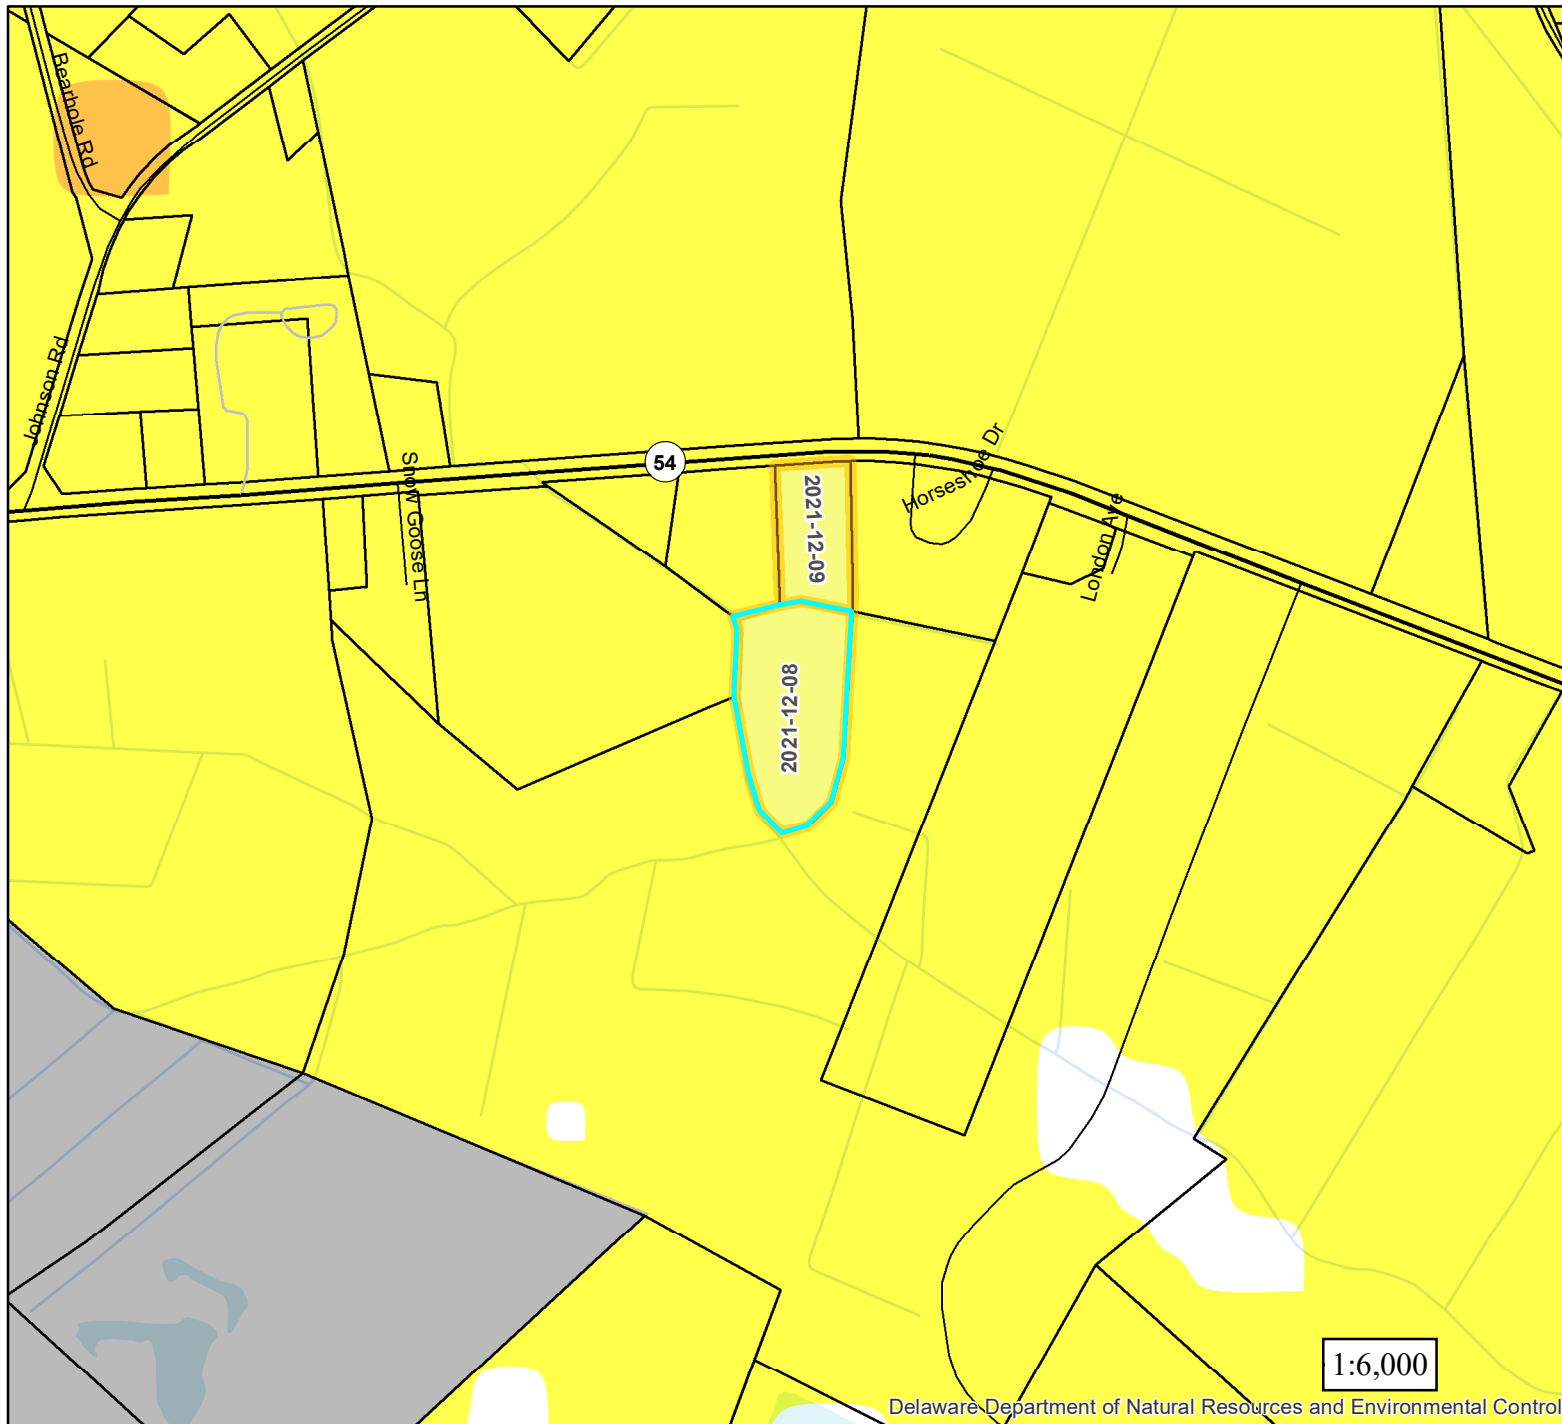 Bearhole Rd
Johnson Rd
Snow Goose Ln
54
2021-12-09
Horseshoe Dr
London Ave
2021-12-08
1:6,000
Delaware Department of Natural Resources and Environmental Control